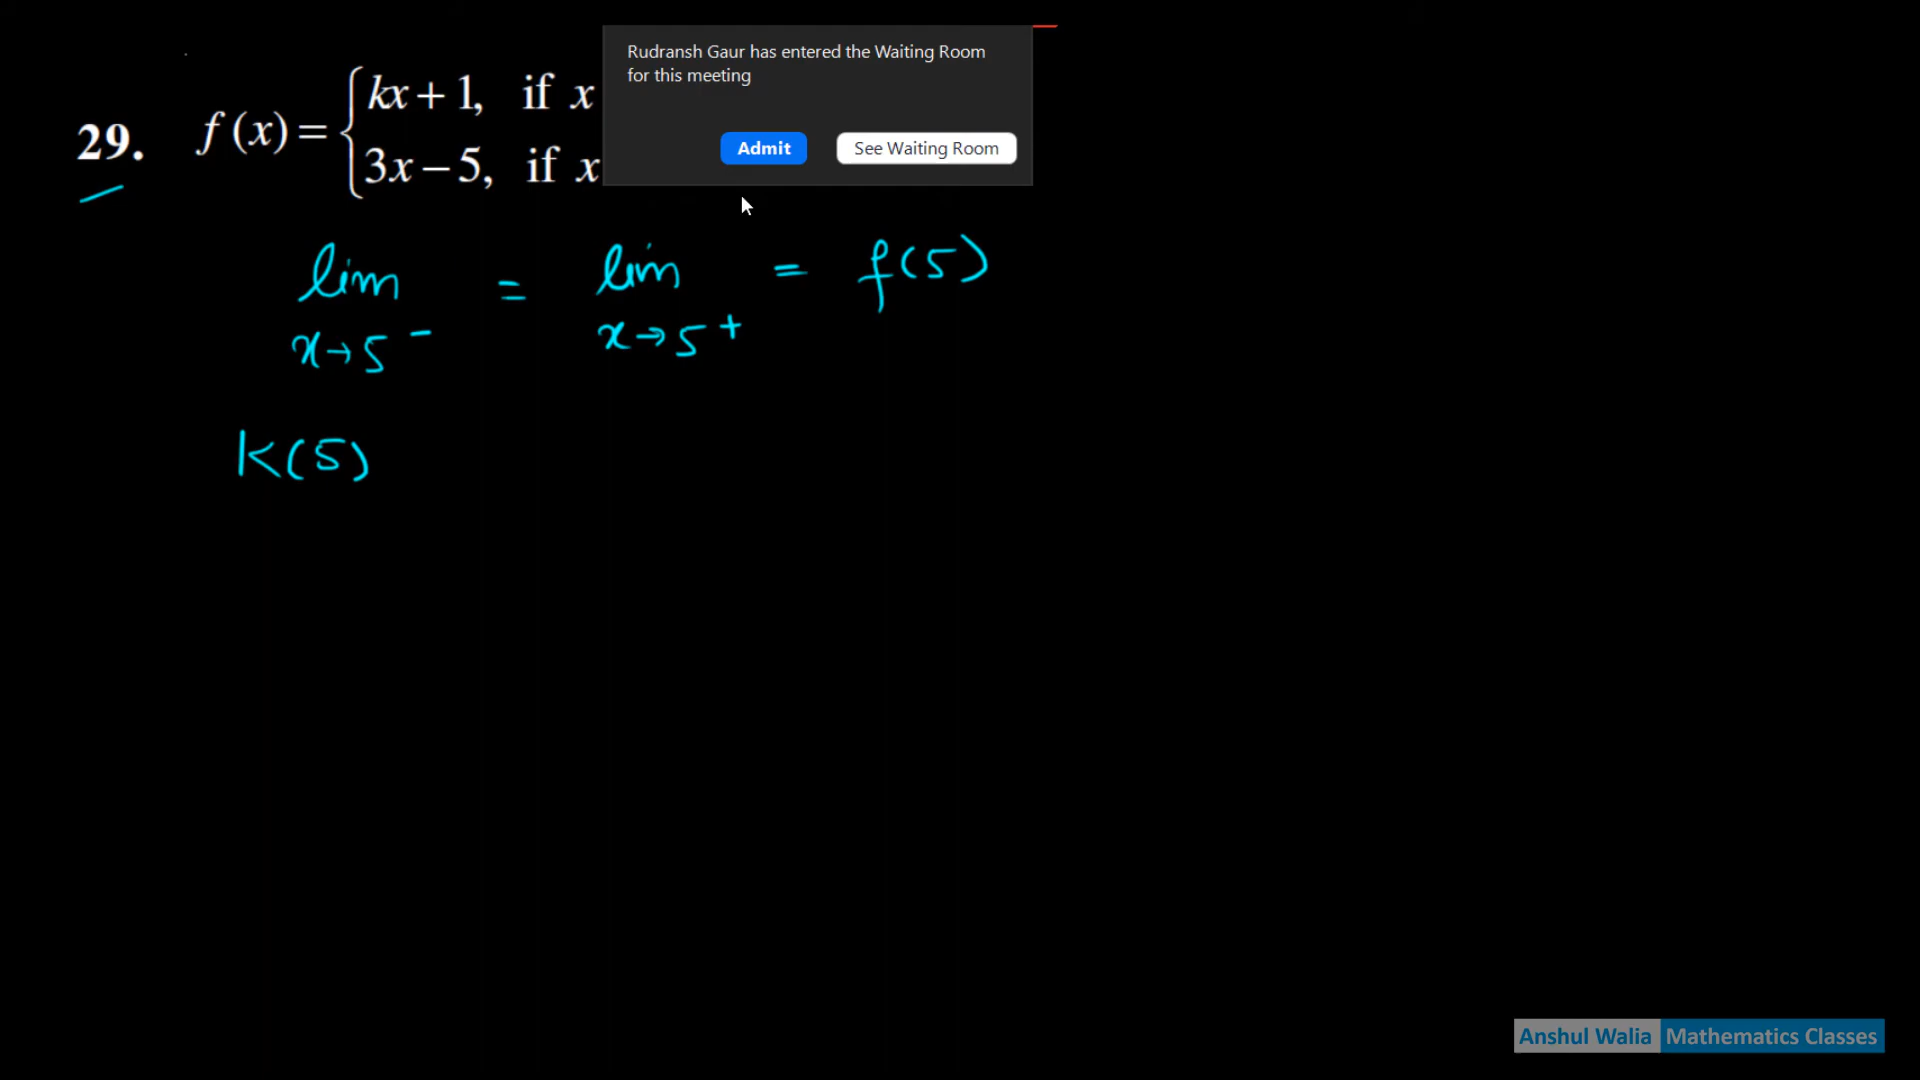 29. f(x) = { kx + 1, if x
3x − 5, if x
Rudransh Gaur has entered the Waiting Room
for this meeting
Admit See Waiting Room
lim = lim = f(5)
x→5⁻ x→5⁺
K(5)
Anshul Walia Mathematics Classes